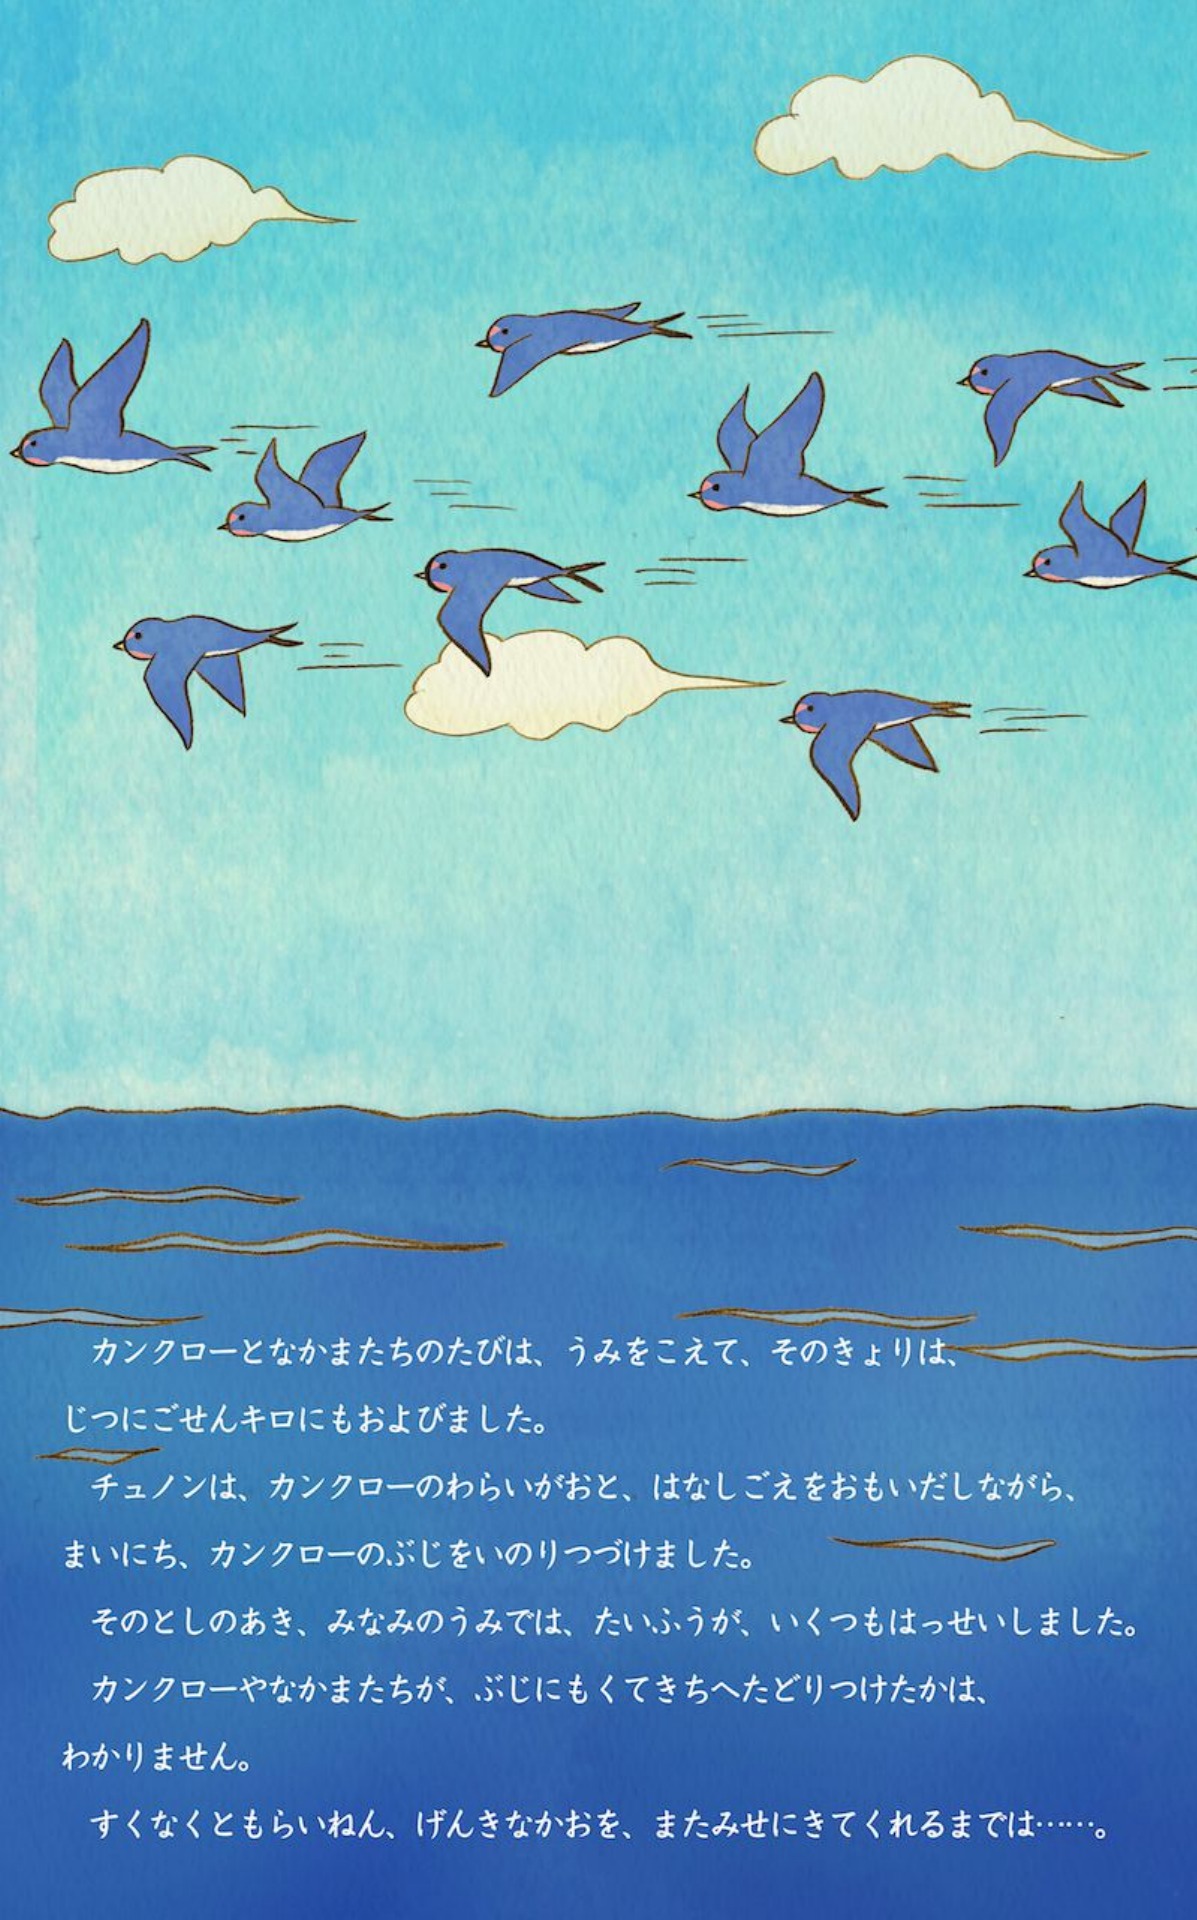 カンクローとなかまたちのたびは、うみをこえて、そのきょりは、
じつにごせんキロにもおよびました。
チュノンは、カンクローのわらいがおと、はなしごえをおもいだしながら、
まいにち、カンクローのぶじをいのりつづけました。
そのとしのあき、みなみのうみでは、たいふうが、いくつもはっせいしました。
カンクローやなかまたちが、ぶじにもくてきちへたどりつけたかは、
わかりません。
すくなくともらいねん、げんきなかおを、またみせにきてくれるまでは……。